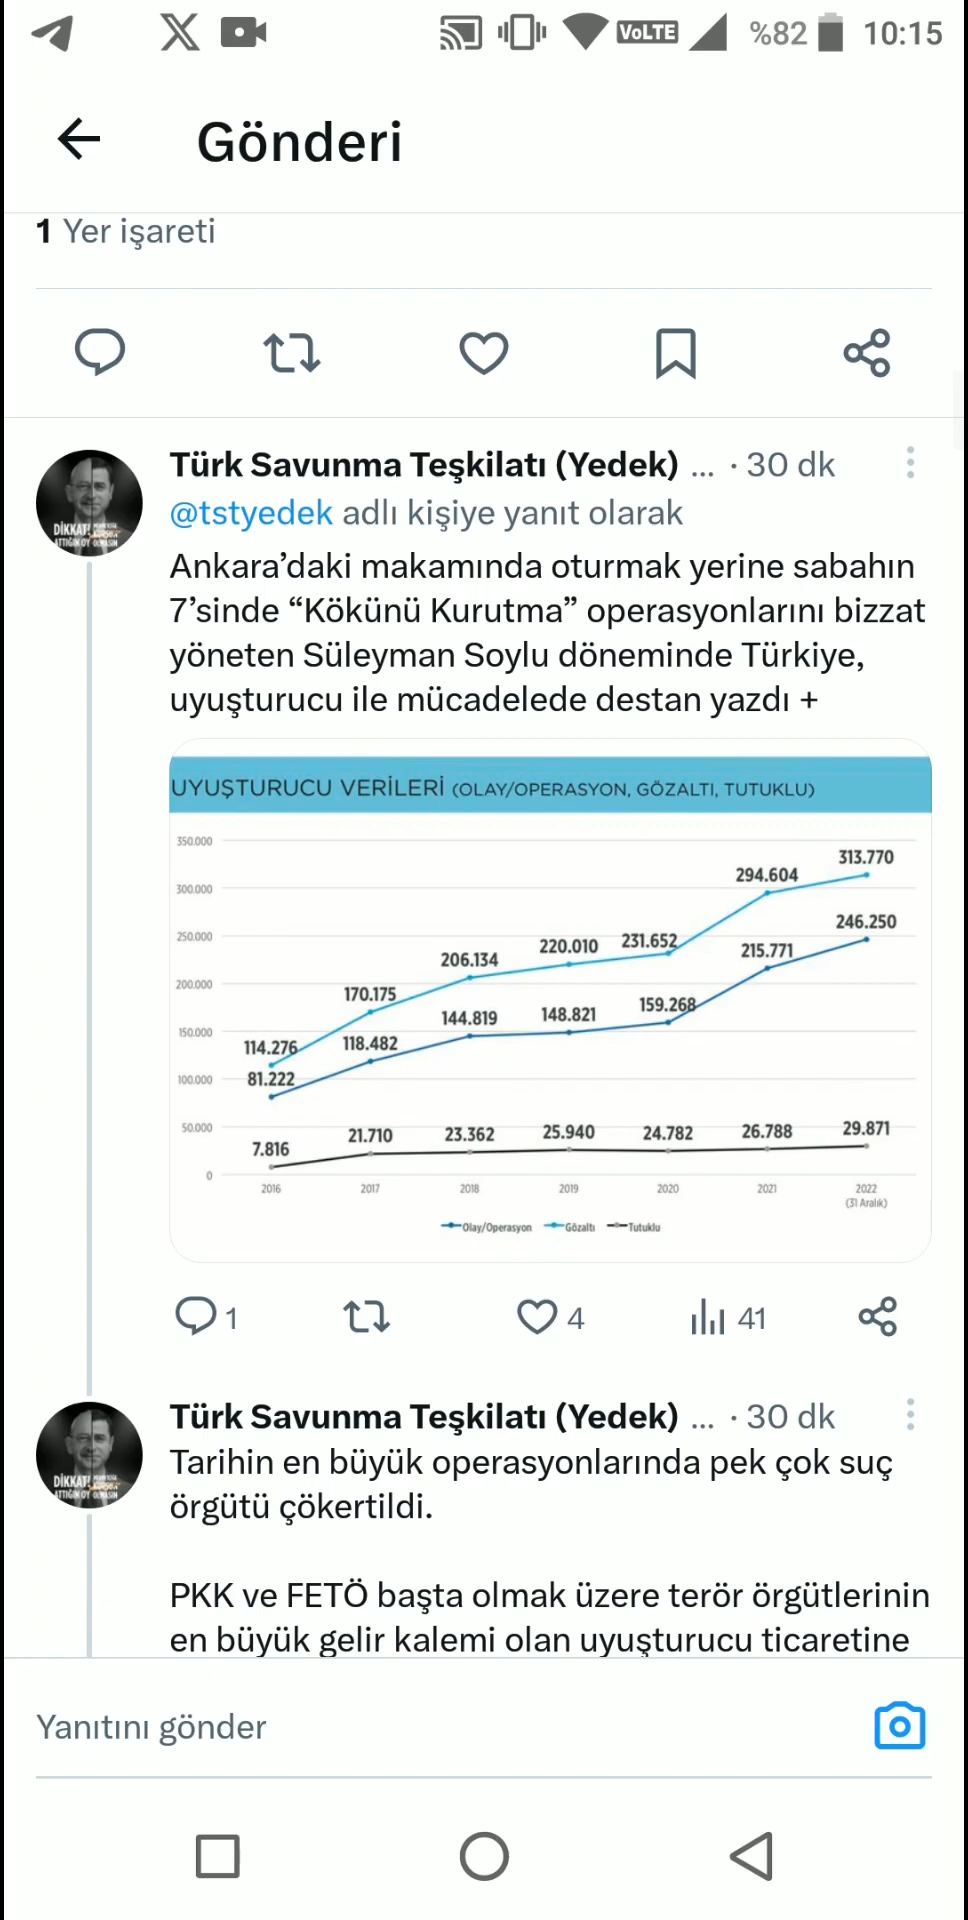 VoLTE %82 10:15
Gönderi
1 Yer işareti
Türk Savunma Teşkilatı (Yedek) ... · 30 dk
@tstyedek adlı kişiye yanıt olarak
Ankara’daki makamında oturmak yerine sabahın
7’sinde “Kökünü Kurutma” operasyonlarını bizzat
yöneten Süleyman Soylu döneminde Türkiye,
uyuşturucu ile mücadelede destan yazdı +
UYUŞTURUCU VERİLERİ (OLAY/OPERASYON, GÖZALTI, TUTUKLU)
350.000
300.000
250.000
200.000
150.000
100.000
50.000
0
114.276 170.175 206.134 220.010 231.652 294.604 313.770
81.222 118.482 144.819 148.821 159.268 215.771 246.250
7.816 21.710 23.362 25.940 24.782 26.788 29.871
2016 2017 2018 2019 2020 2021 2022
(31 Aralık)
Olay/Operasyon Gözaltı Tutuklu
1 4 41
Türk Savunma Teşkilatı (Yedek) ... · 30 dk
Tarihin en büyük operasyonlarında pek çok suç
örgütü çökertildi.
PKK ve FETÖ başta olmak üzere terör örgütlerinin
en büyük gelir kalemi olan uyuşturucu ticaretine
DİKKAT!
Yanıtını gönder